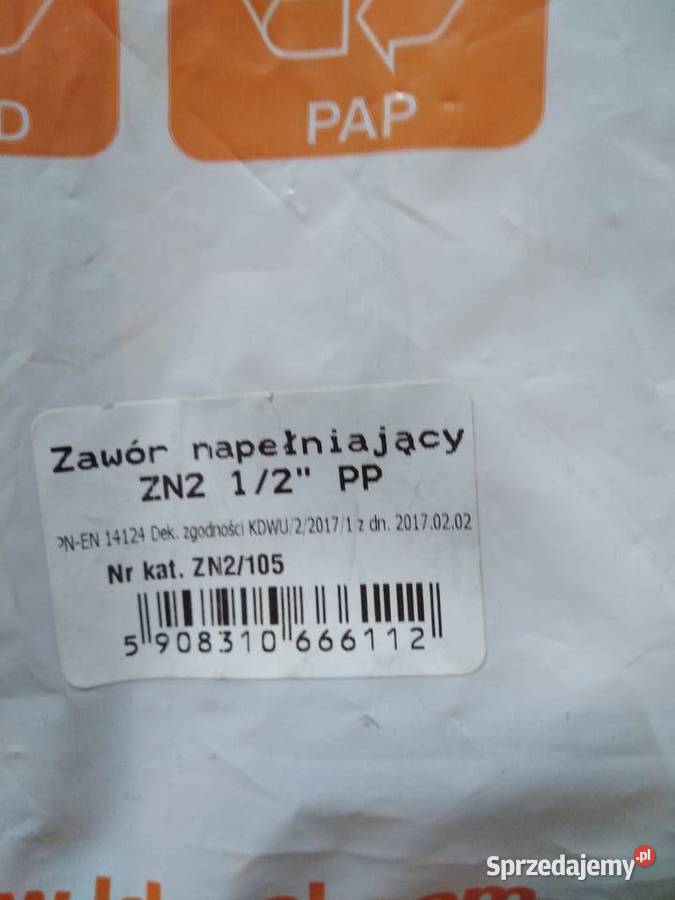 D
PAP
Zawór napełniający
ZN2 1/2" PP
PN-EN 14124 Dek. zgodności KDWU/2/2017/1 z dn. 2017.02.02
Nr kat. ZN2/105
5 908310 666112
Sprzedajemy.pl